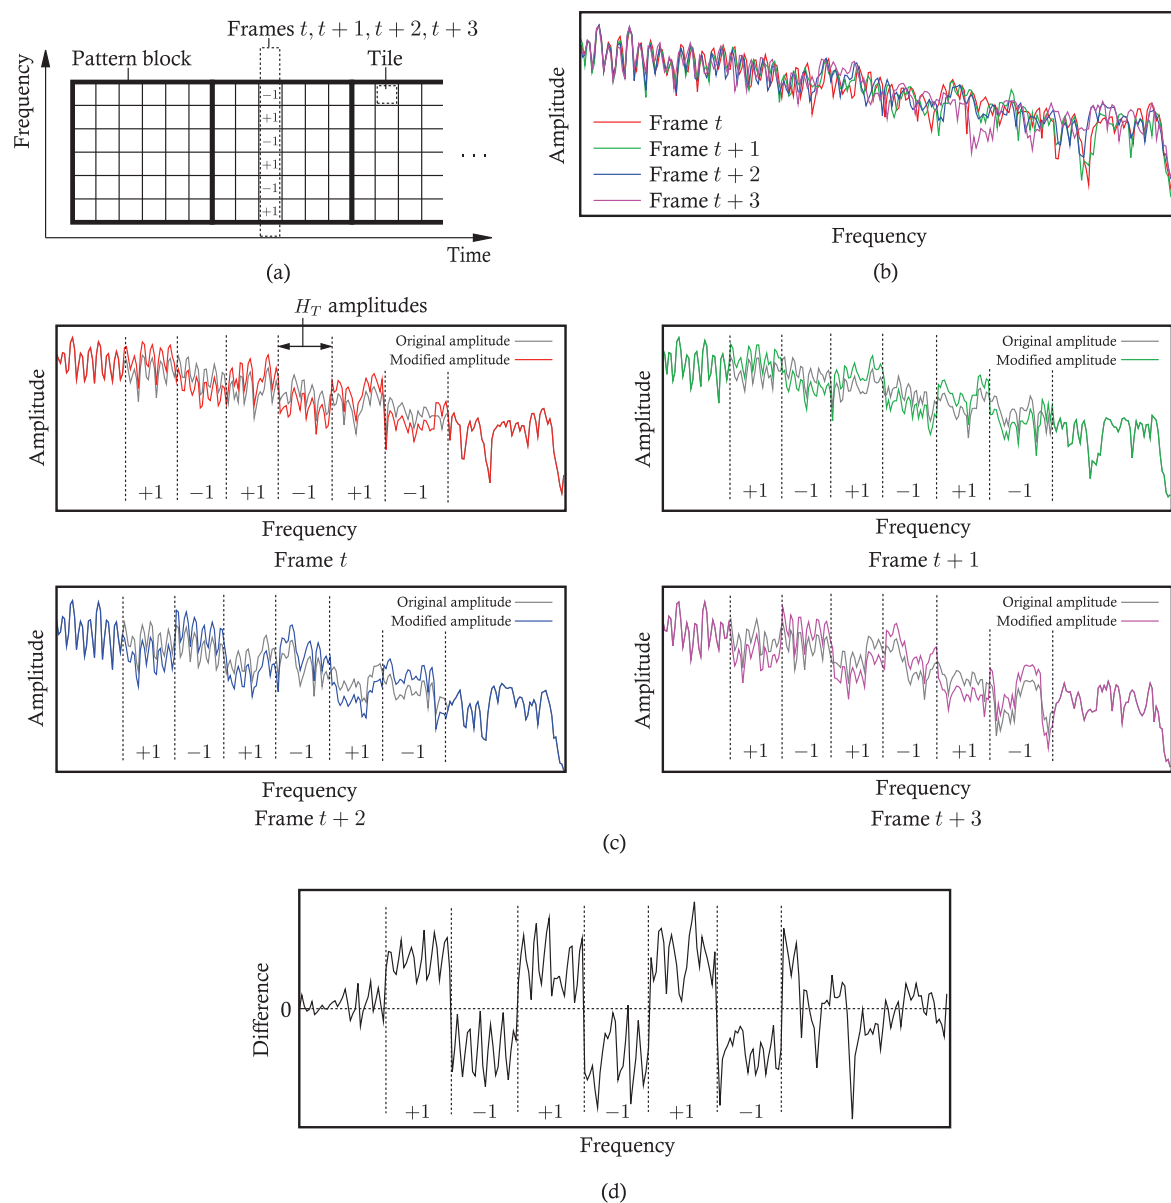 Frames t, t + 1, t + 2, t + 3
Pattern block
Tile
Frequency
−1
+1
−1
+1
−1
+1
...
Time
(a)
Amplitude
Frame t
Frame t + 1
Frame t + 2
Frame t + 3
Frequency
(b)
H_T amplitudes
Original amplitude
Modified amplitude
Amplitude
+1 −1 +1 −1 +1 −1
Frequency
Frame t
Original amplitude
Modified amplitude
Amplitude
+1 −1 +1 −1 +1 −1
Frequency
Frame t + 1
Original amplitude
Modified amplitude
Amplitude
+1 −1 +1 −1 +1 −1
Frequency
Frame t + 2
Original amplitude
Modified amplitude
Amplitude
+1 −1 +1 −1 +1 −1
Frequency
Frame t + 3
(c)
Difference
0
+1 −1 +1 −1 +1 −1
Frequency
(d)